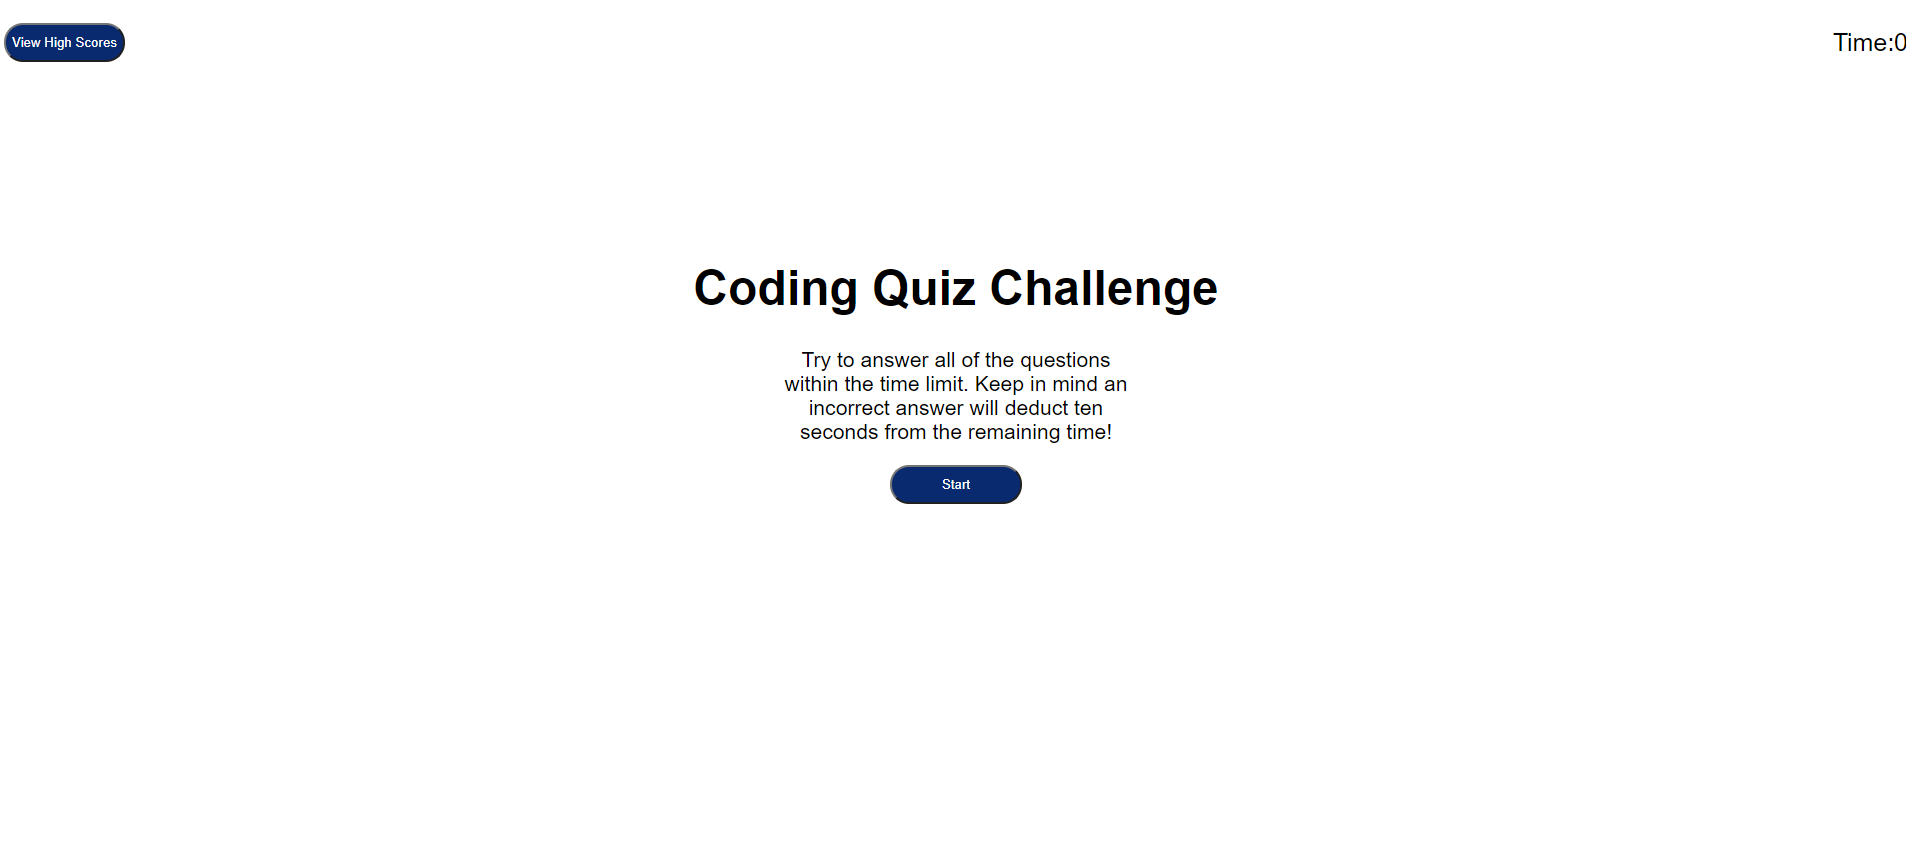 View High Scores
Time:0
Coding Quiz Challenge
Try to answer all of the questions
within the time limit. Keep in mind an
incorrect answer will deduct ten
seconds from the remaining time!
Start